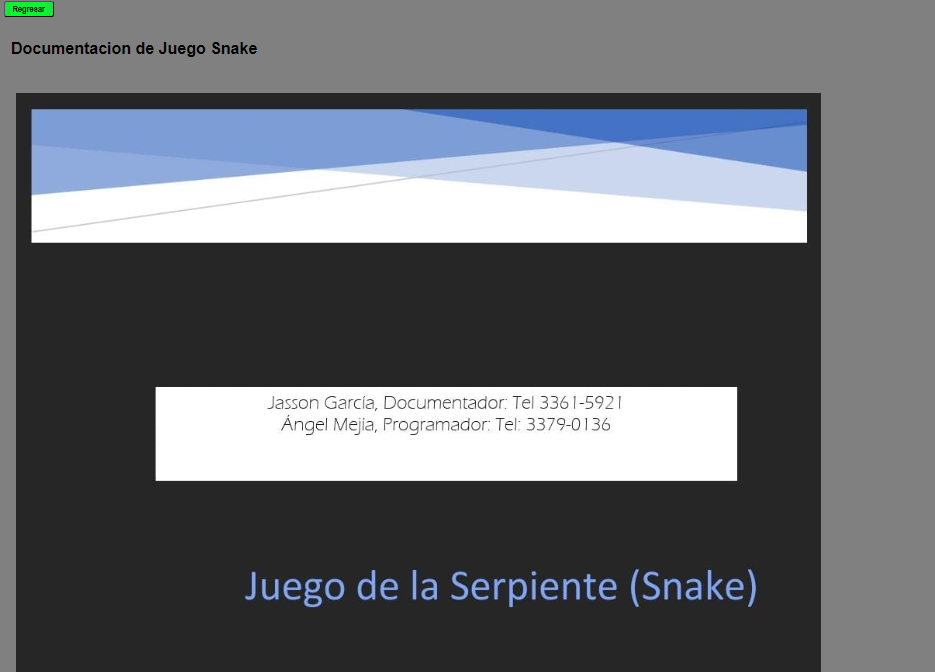 Regresar
Documentacion de Juego Snake
Jasson García, Documentador: Tel 3361-5921
Ángel Mejía, Programador: Tel: 3379-0136
Juego de la Serpiente (Snake)